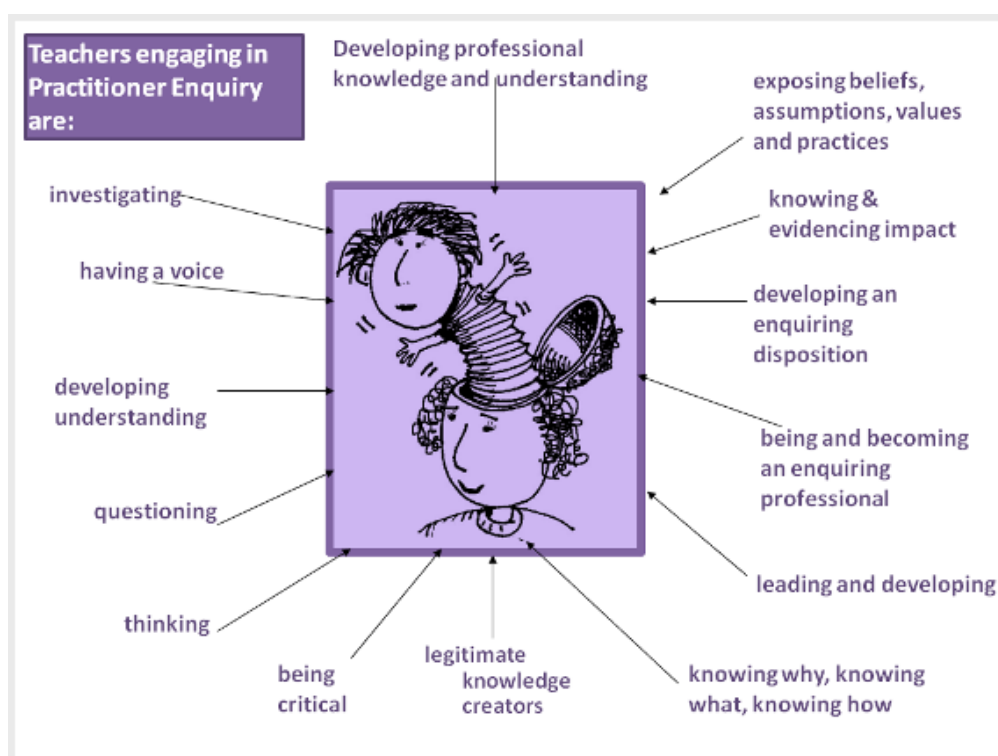 Teachers engaging in
Practitioner Enquiry
are:
Developing professional
knowledge and understanding
exposing beliefs,
assumptions, values
and practices
knowing &
evidencing impact
developing an
enquiring
disposition
being and becoming
an enquiring
professional
leading and developing
knowing why, knowing
what, knowing how
legitimate
knowledge
creators
being
critical
thinking
questioning
developing
understanding
having a voice
investigating